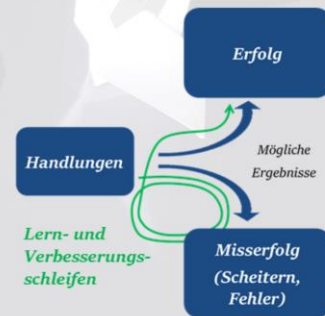 Erfolg
Handlungen
Mögliche
Ergebnisse
Lern- und
Verbesserungs-
schleifen
Misserfolg
(Scheitern,
Fehler)